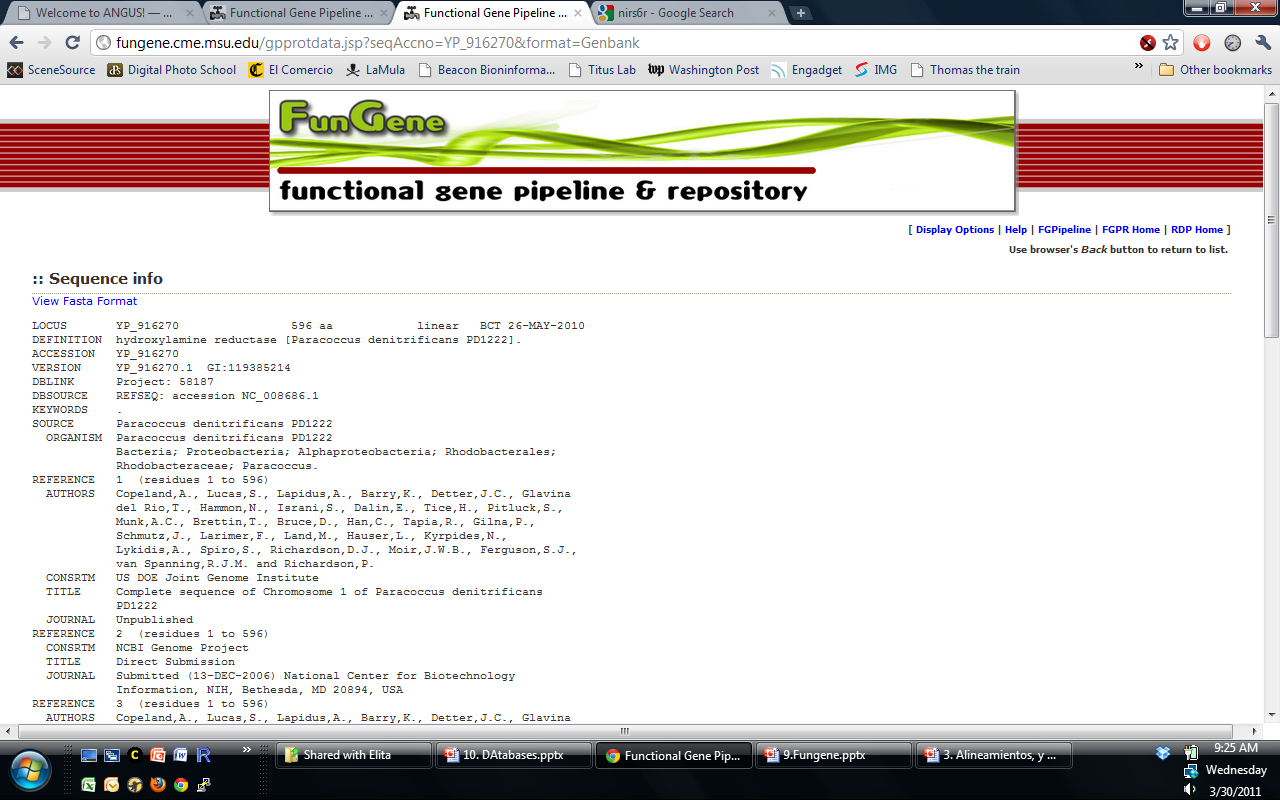 Welcome to ANGUS! — ...
Functional Gene Pipeline ...
Functional Gene Pipeline ...
nirs6r - Google Search
fungene.cme.msu.edu/gpprotdata.jsp?seqAccno=YP_916270&format=Genbank
SceneSource
Digital Photo School
El Comercio
LaMula
Beacon Bioninforma...
Titus Lab
Washington Post
Engadget
IMG
Thomas the train
»
Other bookmarks
FunGene
functional gene pipeline & repository
[ Display Options | Help | FGPipeline | FGPR Home | RDP Home ]
Use browser's Back button to return to list.
:: Sequence info
View Fasta Format
LOCUS YP_916270 596 aa linear BCT 26-MAY-2010
DEFINITION hydroxylamine reductase [Paracoccus denitrificans PD1222].
ACCESSION YP_916270
VERSION YP_916270.1 GI:119385214
DBLINK Project: 58187
DBSOURCE REFSEQ: accession NC_008686.1
KEYWORDS .
SOURCE Paracoccus denitrificans PD1222
ORGANISM Paracoccus denitrificans PD1222
Bacteria; Proteobacteria; Alphaproteobacteria; Rhodobacterales;
Rhodobacteraceae; Paracoccus.
REFERENCE 1 (residues 1 to 596)
AUTHORS Copeland,A., Lucas,S., Lapidus,A., Barry,K., Detter,J.C., Glavina
del Rio,T., Hammon,N., Israni,S., Dalin,E., Tice,H., Pitluck,S.,
Munk,A.C., Brettin,T., Bruce,D., Han,C., Tapia,R., Gilna,P.,
Schmutz,J., Larimer,F., Land,M., Hauser,L., Kyrpides,N.,
Lykidis,A., Spiro,S., Richardson,D.J., Moir,J.W.B., Ferguson,S.J.,
van Spanning,R.J.M. and Richardson,P.
CONSRTM US DOE Joint Genome Institute
TITLE Complete sequence of Chromosome 1 of Paracoccus denitrificans
PD1222
JOURNAL Unpublished
REFERENCE 2 (residues 1 to 596)
CONSRTM NCBI Genome Project
TITLE Direct Submission
JOURNAL Submitted (13-DEC-2006) National Center for Biotechnology
Information, NIH, Bethesda, MD 20894, USA
REFERENCE 3 (residues 1 to 596)
AUTHORS Copeland,A., Lucas,S., Lapidus,A., Barry,K., Detter,J.C., Glavina
»
Shared with Elita
10. DAtabases.pptx
Functional Gene Pip...
9.Fungene.pptx
3. Alineamientos, y ...
9:25 AM
Wednesday
3/30/2011